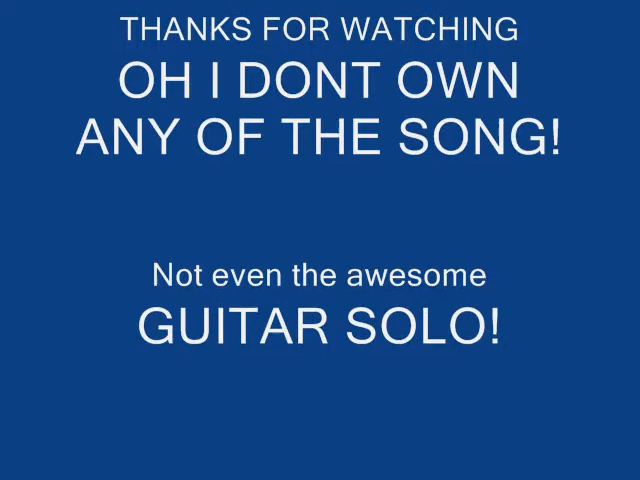 THANKS FOR WATCHING
OH I DONT OWN
ANY OF THE SONG!
Not even the awesome
GUITAR SOLO!